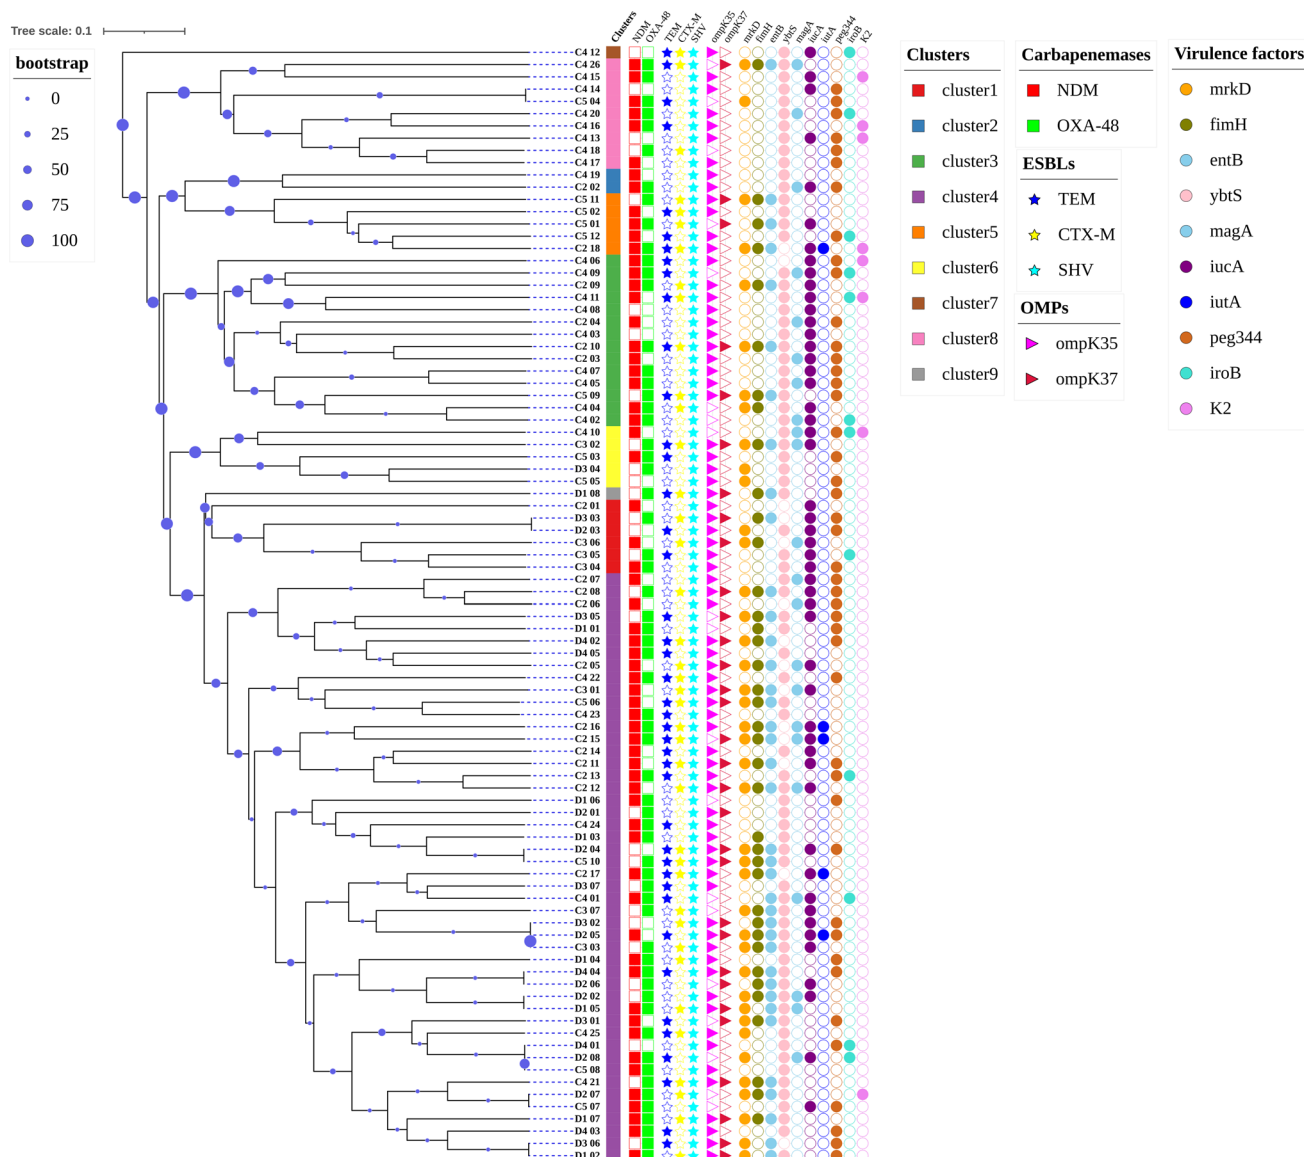 Tree scale: 0.1
bootstrap
0
25
50
75
100
Clusters
NDM
OXA-48
TEM
CTX-M
SHV
ompK35
ompK37
mrkD
fimH
entB
ybtS
magA
iucA
iutA
peg344
iroB
K2
C4 12
C4 26
C4 15
C4 14
C5 04
C4 20
C4 16
C4 13
C4 18
C4 17
C4 19
C2 02
C5 11
C5 02
C5 01
C5 12
C2 18
C4 06
C4 09
C2 09
C4 11
C4 08
C2 04
C4 03
C2 10
C2 03
C4 07
C4 05
C5 09
C4 04
C4 02
C4 10
C3 02
C5 03
D3 04
C5 05
D1 08
C2 01
D3 03
D2 03
C3 06
C3 05
C3 04
C2 07
C2 08
C2 06
D3 05
D1 01
D4 02
D4 05
C2 05
C4 22
C3 01
C5 06
C4 23
C2 16
C2 15
C2 14
C2 11
C2 13
C2 12
D1 06
D2 01
C4 24
D1 03
D2 04
C5 10
C2 17
D3 07
C4 01
C3 07
D3 02
D2 05
C3 03
D1 04
D4 04
D2 06
D2 02
D1 05
D3 01
C4 25
D4 01
D2 08
C5 08
C4 21
D2 07
C5 07
D1 07
D4 03
D3 06
D1 02
Clusters
cluster1
cluster2
cluster3
cluster4
cluster5
cluster6
cluster7
cluster8
cluster9
Carbapenemases
NDM
OXA-48
ESBLs
TEM
CTX-M
SHV
OMPs
ompK35
ompK37
Virulence factors
mrkD
fimH
entB
ybtS
magA
iucA
iutA
peg344
iroB
K2